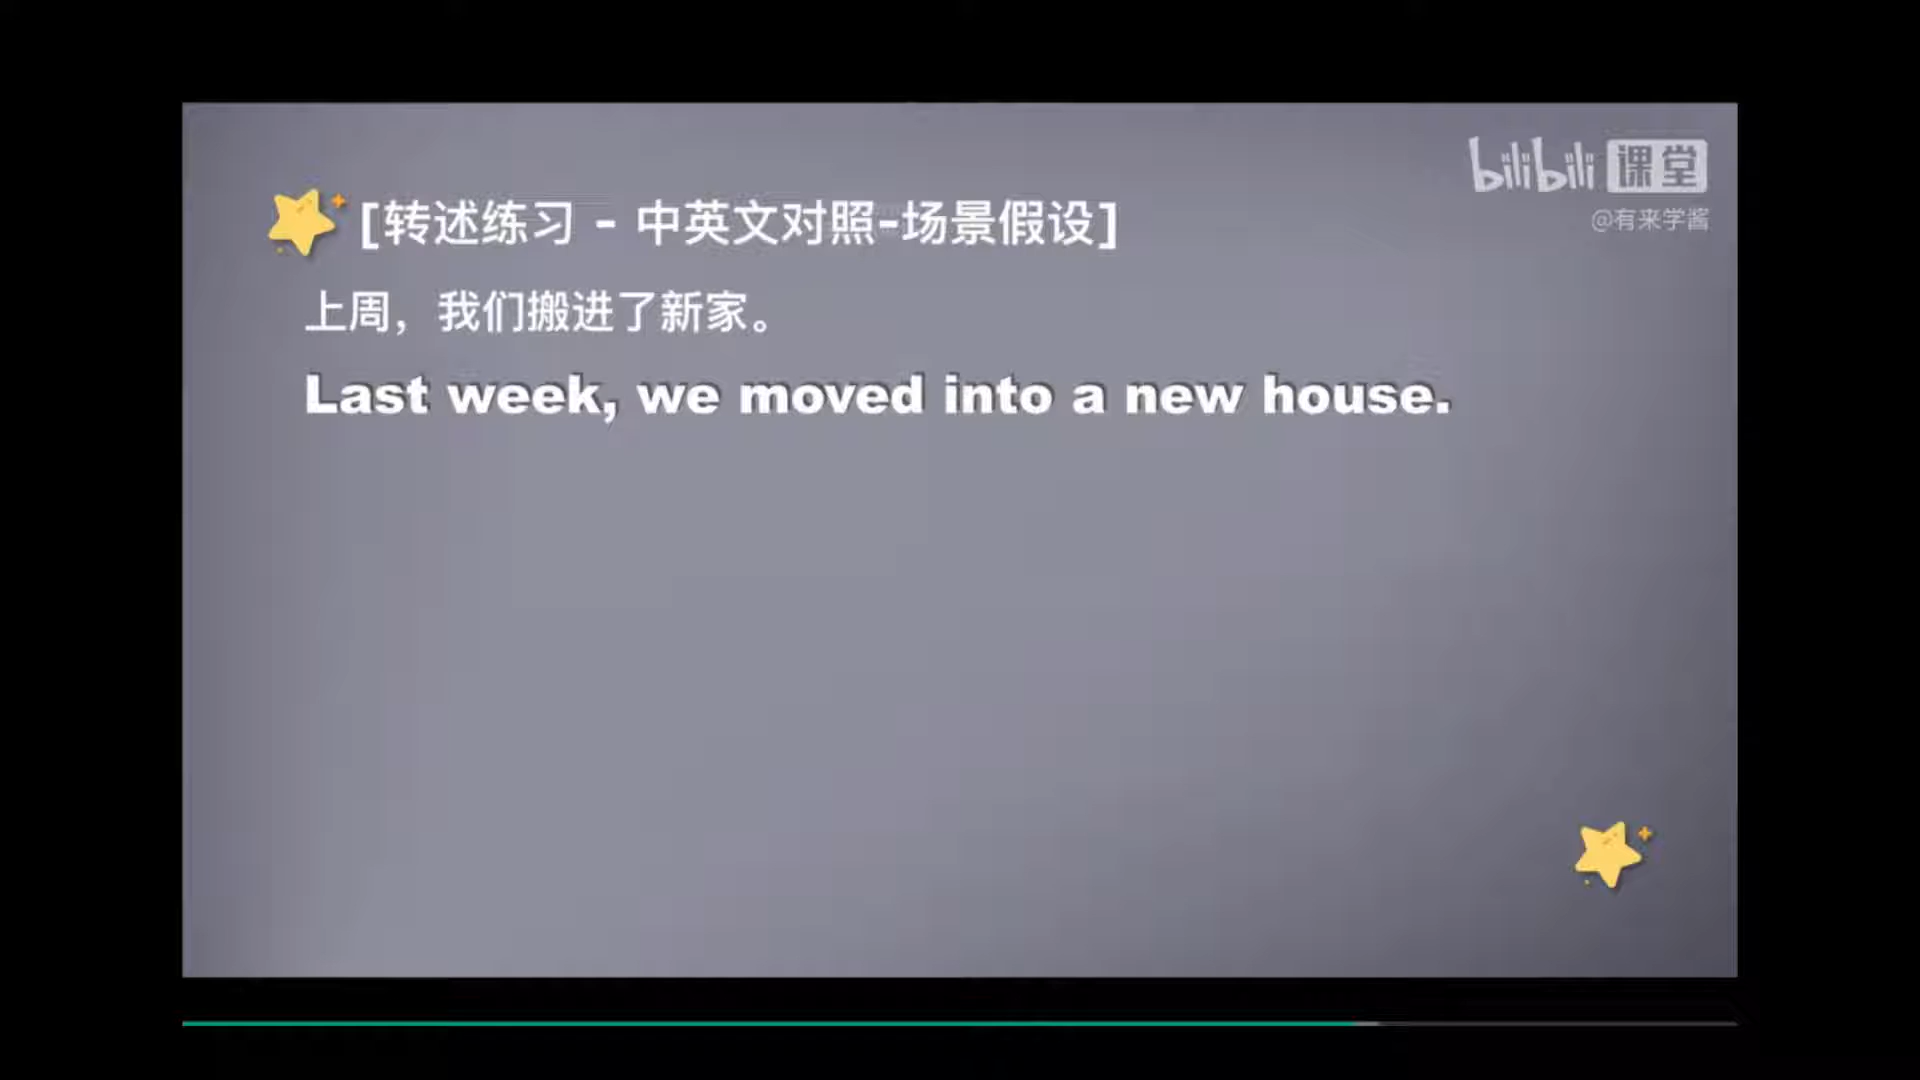 bilibili 课堂
@有来学酱
[转述练习 - 中英文对照-场景假设]
上周，我们搬进了新家。
Last week, we moved into a new house.